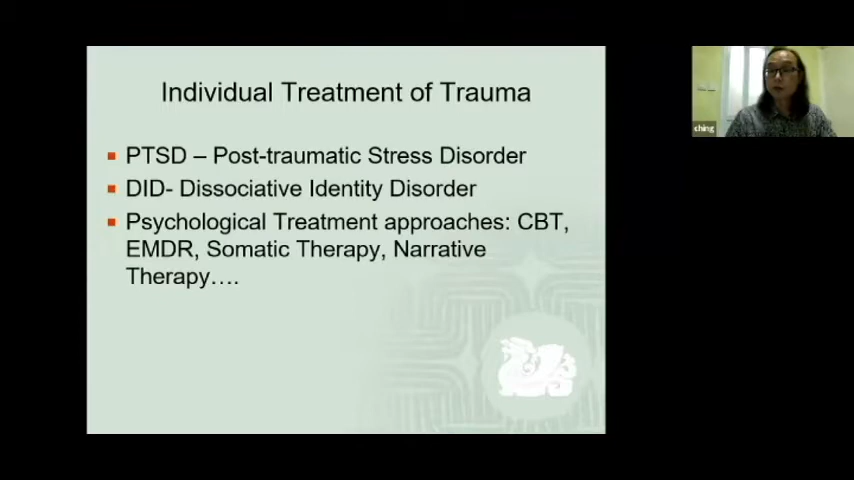 Individual Treatment of Trauma
PTSD – Post-traumatic Stress Disorder
DID- Dissociative Identity Disorder
Psychological Treatment approaches: CBT,
EMDR, Somatic Therapy, Narrative
Therapy….
ching